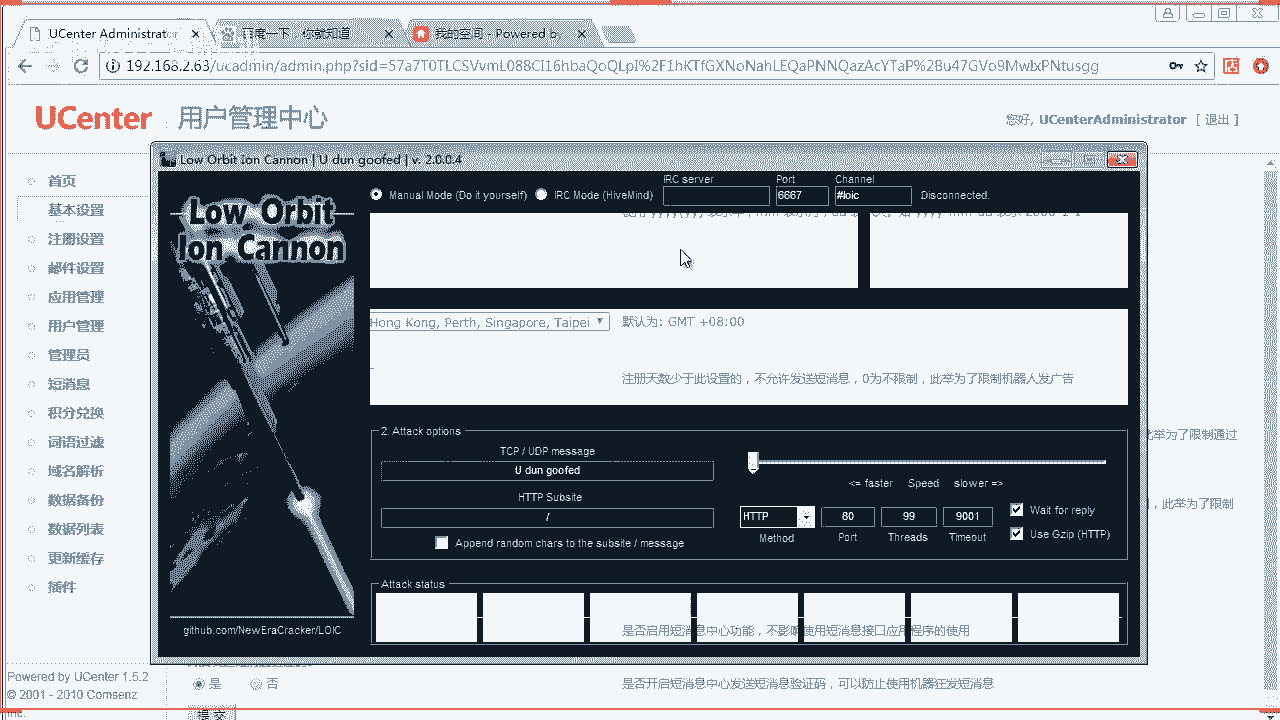 UCenter Administrator
百度一下，你就知道
我的空间 - Powered b
192.168.2.63/ucadmin/admin.php?sid=
UCenter 用户管理中心
您好, UCenterAdministrator [ 退出 ]
Low Orbit Ion Cannon | U dun goofed | v. 2.0.0.4
首页
基本设置
注册设置
邮件设置
应用管理
用户管理
管理员
短消息
积分兑换
词语过滤
域名解析
数据备份
数据列表
更新缓存
插件
Low Orbit
Ion Cannon
github.com/NewEraCracker/LOIC
Manual Mode (Do it yourself)
IRC Mode (HiveMind)
IRC server
Port
6667
Channel
#loic
Disconnected.
Hong Kong, Perth, Singapore, Taipei
默认为: GMT +08:00
注册天数少于此设置的，不允许发送短消息，0为不限制，此举为了限制机器人发广告
此举为了限制通过
，此举为了限制
2. Attack options
TCP / UDP message
U dun goofed
HTTP Subsite
/
Append random chars to the subsite / message
<= faster Speed slower =>
HTTP
80
99
9001
Method
Port
Threads
Timeout
Wait for reply
Use Gzip (HTTP)
Attack status
是否启用短消息中心功能，不影响使用短消息接口应用程序的使用
是
否
是否开启短消息中心发送短消息验证码，可以防止使用机器狂发短消息
提 交
Powered by UCenter 1.5.2
© 2001 - 2010 Comsenz
Inc.